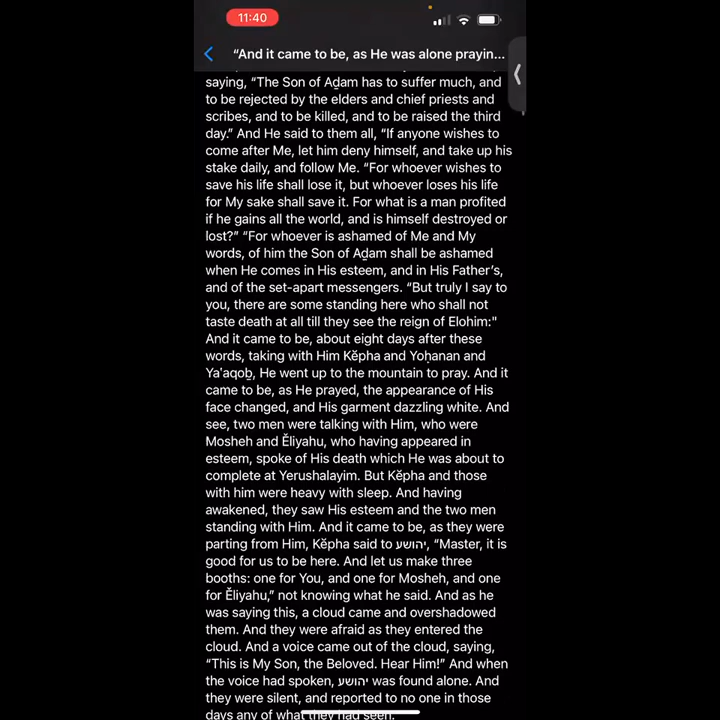 11:40
“And it came to be, as He was alone prayin...
saying, “The Son of Aḏam has to suffer much, and
to be rejected by the elders and chief priests and
scribes, and to be killed, and to be raised the third
day.” And He said to them all, “If anyone wishes to
come after Me, let him deny himself, and take up his
stake daily, and follow Me. “For whoever wishes to
save his life shall lose it, but whoever loses his life
for My sake shall save it. For what is a man profited
if he gains all the world, and is himself destroyed or
lost?” “For whoever is ashamed of Me and My
words, of him the Son of Aḏam shall be ashamed
when He comes in His esteem, and in His Father’s,
and of the set-apart messengers. “But truly I say to
you, there are some standing here who shall not
taste death at all till they see the reign of Elohim:"
And it came to be, about eight days after these
words, taking with Him Kěpha and Yoḥanan and
Ya‛aqoḇ, He went up to the mountain to pray. And it
came to be, as He prayed, the appearance of His
face changed, and His garment dazzling white. And
see, two men were talking with Him, who were
Mosheh and Ěliyahu, who having appeared in
esteem, spoke of His death which He was about to
complete at Yerushalayim. But Kěpha and those
with him were heavy with sleep. And having
awakened, they saw His esteem and the two men
standing with Him. And it came to be, as they were
parting from Him, Kěpha said to יהושע, “Master, it is
good for us to be here. And let us make three
booths: one for You, and one for Mosheh, and one
for Ěliyahu,” not knowing what he said. And as he
was saying this, a cloud came and overshadowed
them. And they were afraid as they entered the
cloud. And a voice came out of the cloud, saying,
“This is My Son, the Beloved. Hear Him!” And when
the voice had spoken, יהושע was found alone. And
they were silent, and reported to no one in those
days any of what they had seen.